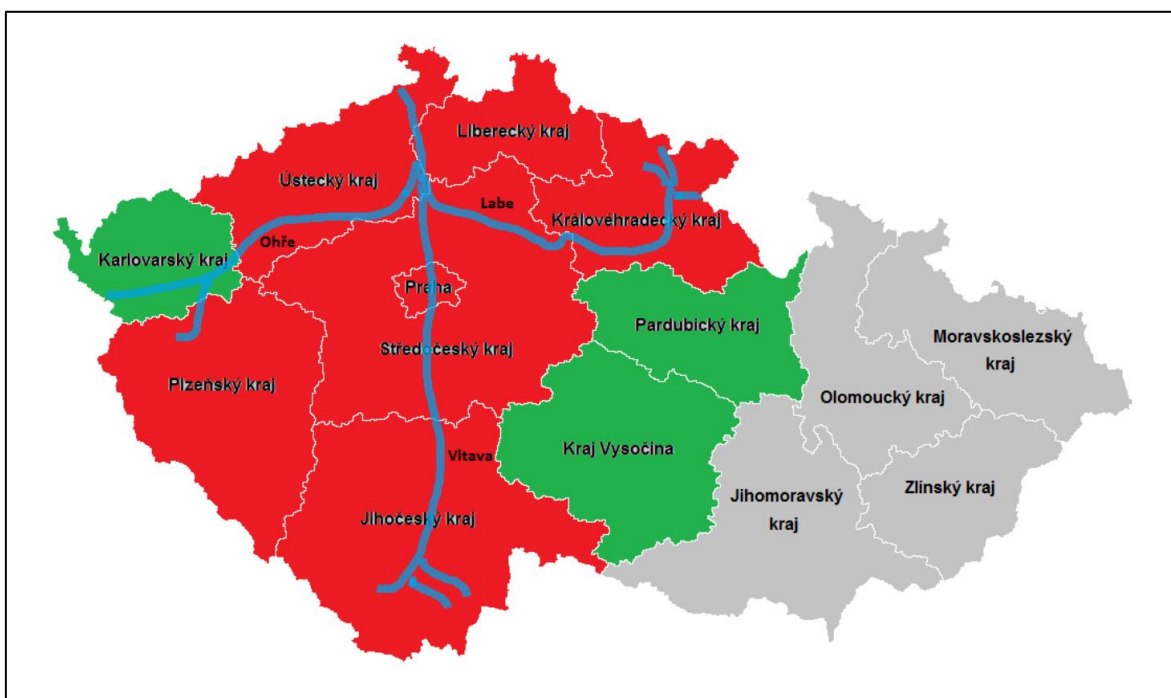 Liberecký kraj
Ústecký kraj
Labe
Královéhradecký kraj
Ohře
Karlovarský kraj
Praha
Pardubický kraj
Středočeský kraj
Moravskoslezský
kraj
Plzeňský kraj
Olomoucký kraj
Vltava
Kraj Vysočina
Jihomoravský
kraj
Zlínský kraj
Jihočeský kraj